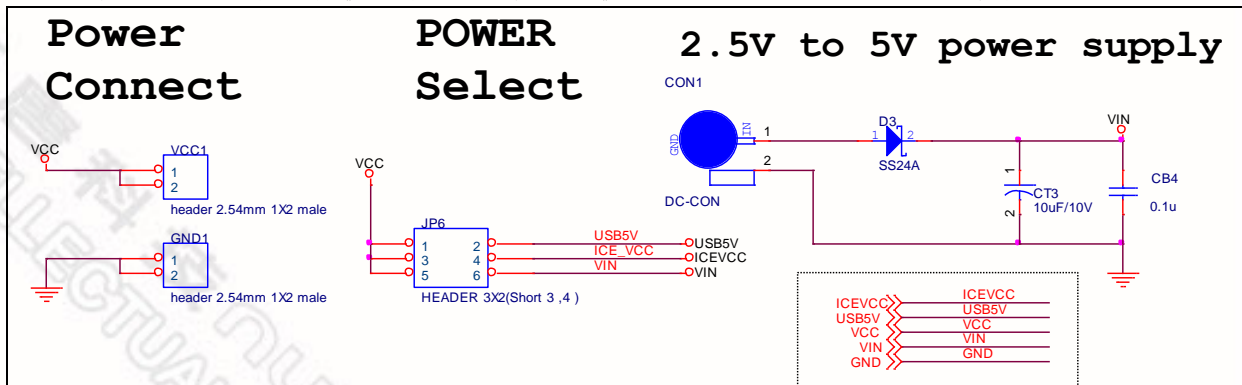 Power
Connect
VCC
VCC1
1
2
header 2.54mm 1X2 male
GND1
1
2
header 2.54mm 1X2 male
POWER
Select
VCC
JP6
1 2
3 4
5 6
USB5V
ICE_VCC
VIN
USB5V
ICEVCC
VIN
HEADER 3X2(Short 3 ,4 )
2.5V to 5V power supply
CON1
GND
IN
1
2
DC-CON
D3
1 2
SS24A
VIN
1
2
CT3
10uF/10V
CB4
0.1u
ICEVCC ICEVCC
USB5V USB5V
VCC VCC
VIN VIN
GND GND